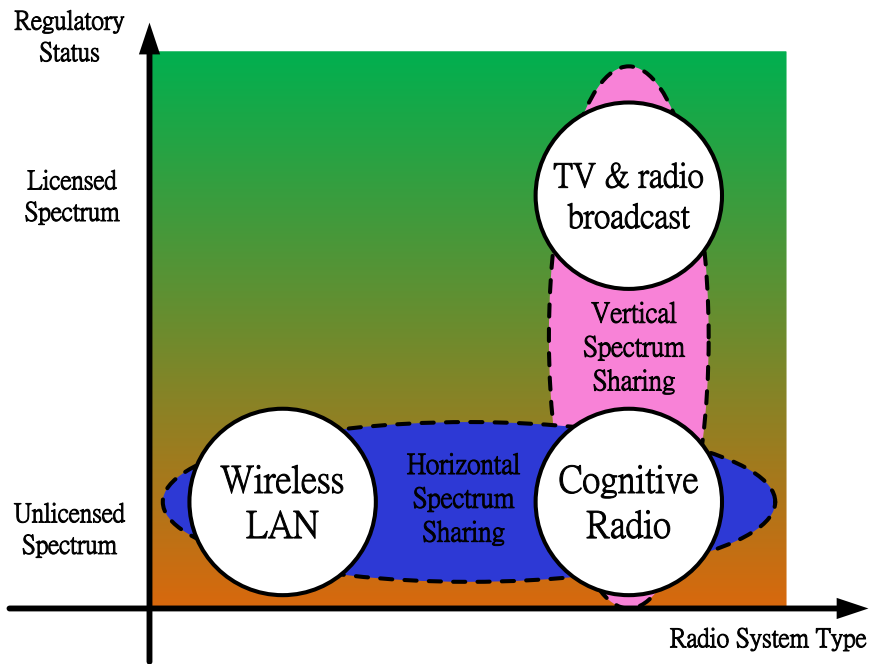 Regulatory
Status
Licensed
Spectrum
TV & radio
broadcast
Vertical
Spectrum
Sharing
Wireless
LAN
Horizontal
Spectrum
Sharing
Cognitive
Radio
Unlicensed
Spectrum
Radio System Type